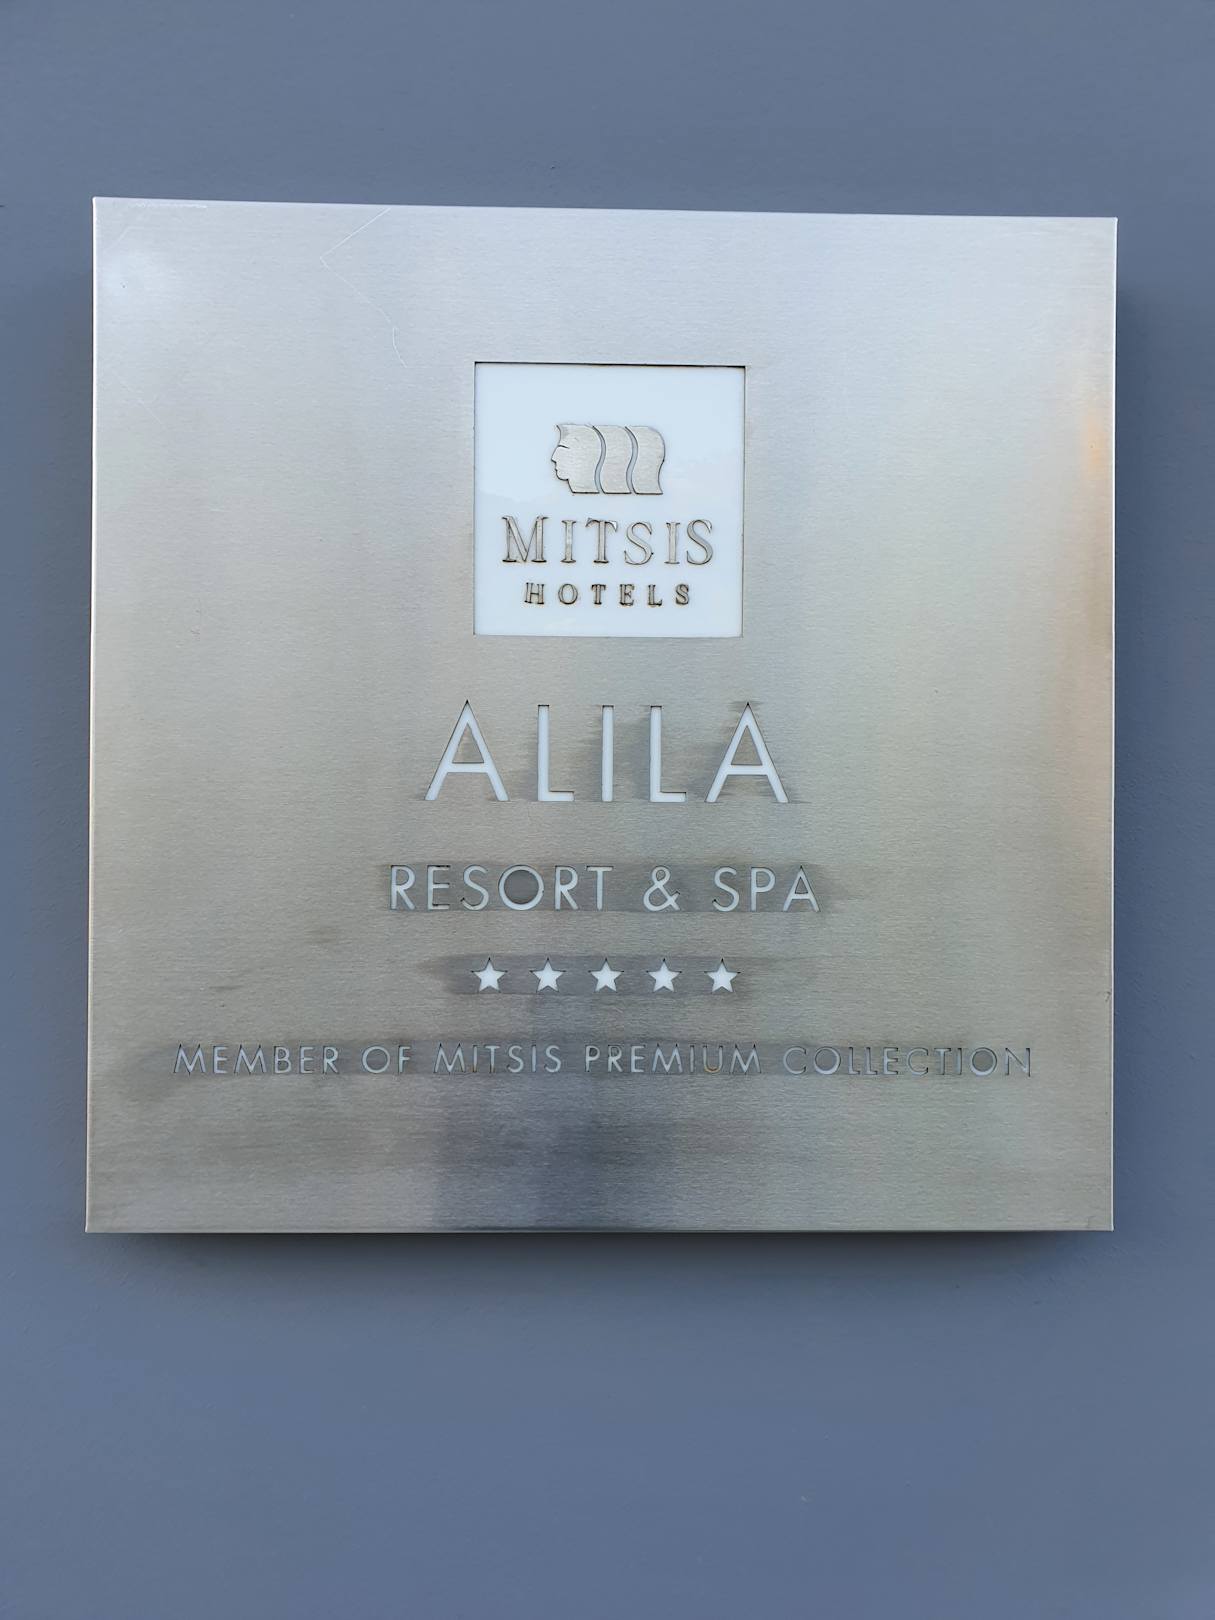 MITSIS
HOTELS
ALILA
RESORT & SPA
★★★★★
MEMBER OF MITSIS PREMIUM COLLECTION